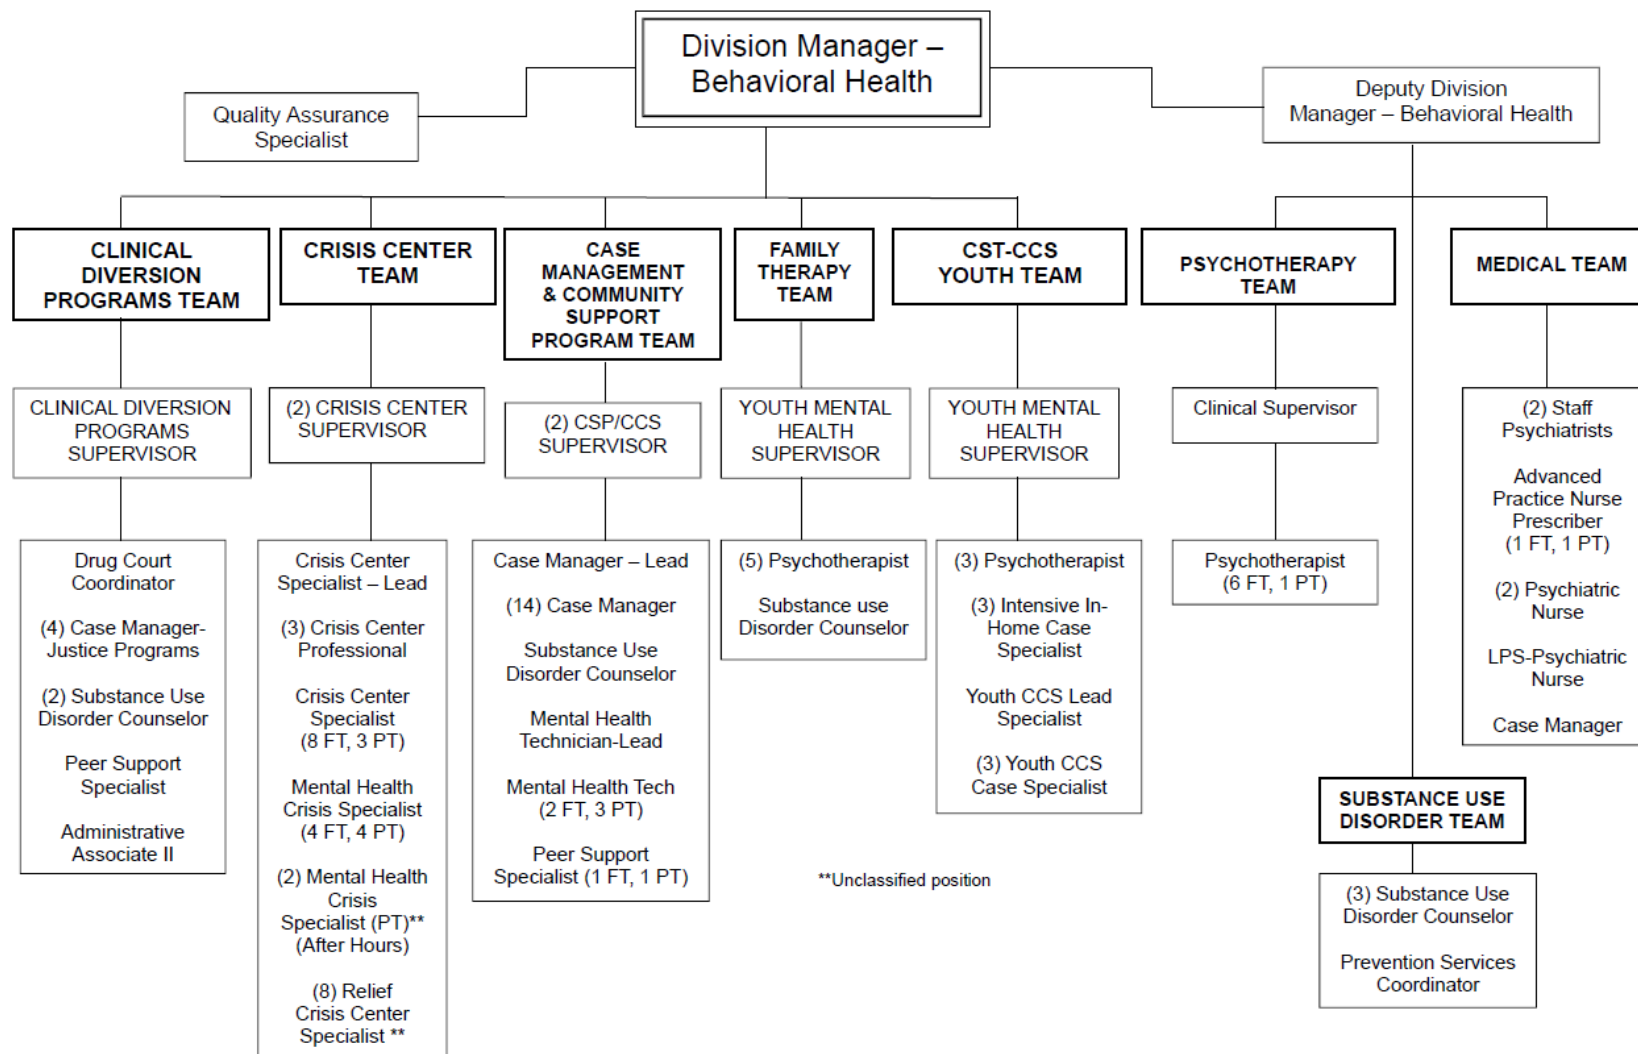 Division Manager –
Behavioral Health
Quality Assurance
Specialist
Deputy Division
Manager – Behavioral Health
CLINICAL
DIVERSION
PROGRAMS TEAM
CLINICAL DIVERSION
PROGRAMS
SUPERVISOR
Drug Court
Coordinator
(4) Case Manager-
Justice Programs
(2) Substance Use
Disorder Counselor
Peer Support
Specialist
Administrative
Associate II
CRISIS CENTER
TEAM
(2) CRISIS CENTER
SUPERVISOR
Crisis Center
Specialist – Lead
(3) Crisis Center
Professional
Crisis Center
Specialist
(8 FT, 3 PT)
Mental Health
Crisis Specialist
(4 FT, 4 PT)
(2) Mental Health
Crisis
Specialist (PT)**
(After Hours)
(8) Relief
Crisis Center
Specialist **
CASE
MANAGEMENT
& COMMUNITY
SUPPORT
PROGRAM TEAM
(2) CSP/CCS
SUPERVISOR
Case Manager – Lead
(14) Case Manager
Substance Use
Disorder Counselor
Mental Health
Technician-Lead
Mental Health Tech
(2 FT, 3 PT)
Peer Support
Specialist (1 FT, 1 PT)
FAMILY
THERAPY
TEAM
YOUTH MENTAL
HEALTH
SUPERVISOR
(5) Psychotherapist
Substance use
Disorder Counselor
CST-CCS
YOUTH TEAM
YOUTH MENTAL
HEALTH
SUPERVISOR
(3) Psychotherapist
(3) Intensive In-
Home Case
Specialist
Youth CCS Lead
Specialist
(3) Youth CCS
Case Specialist
**Unclassified position
PSYCHOTHERAPY
TEAM
Clinical Supervisor
Psychotherapist
(6 FT, 1 PT)
MEDICAL TEAM
(2) Staff
Psychiatrists
Advanced
Practice Nurse
Prescriber
(1 FT, 1 PT)
(2) Psychiatric
Nurse
LPS-Psychiatric
Nurse
Case Manager
SUBSTANCE USE
DISORDER TEAM
(3) Substance Use
Disorder Counselor
Prevention Services
Coordinator